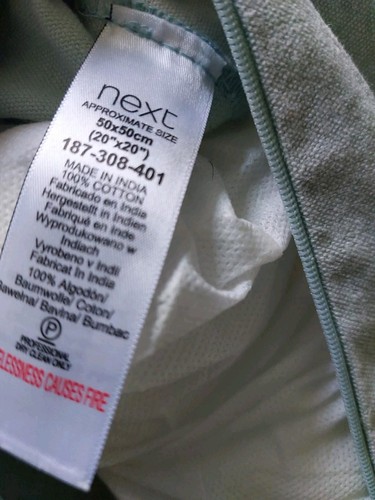 next
APPROXIMATE SIZE
50x50cm
(20"x20")
187-308-401
MADE IN INDIA
100% COTTON
Fabricado en India
Hergestellt in Indien
Fabriqué en Inde
Wyprodukowano w
Indiach
Vyrobeno v Indii
Fabricat în India
100% Algodón/
Baumwolle/ Coton/
Bawełna/ Bavlna/ Bumbac
P
PROFESSIONAL
DRY CLEAN ONLY
CAUSES FIRE